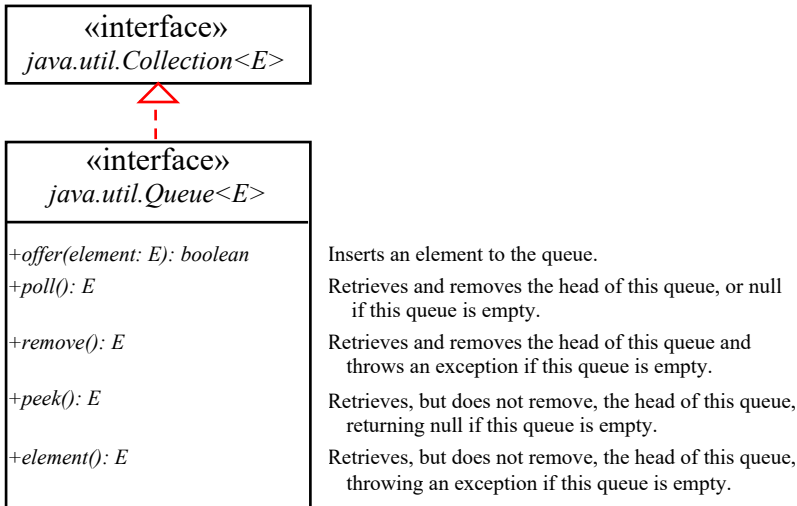 «interface»
java.util.Collection<E>
«interface»
java.util.Queue<E>
+offer(element: E): boolean Inserts an element to the queue.
+poll(): E Retrieves and removes the head of this queue, or null
if this queue is empty.
+remove(): E Retrieves and removes the head of this queue and
throws an exception if this queue is empty.
+peek(): E Retrieves, but does not remove, the head of this queue,
returning null if this queue is empty.
+element(): E Retrieves, but does not remove, the head of this queue,
throwing an exception if this queue is empty.